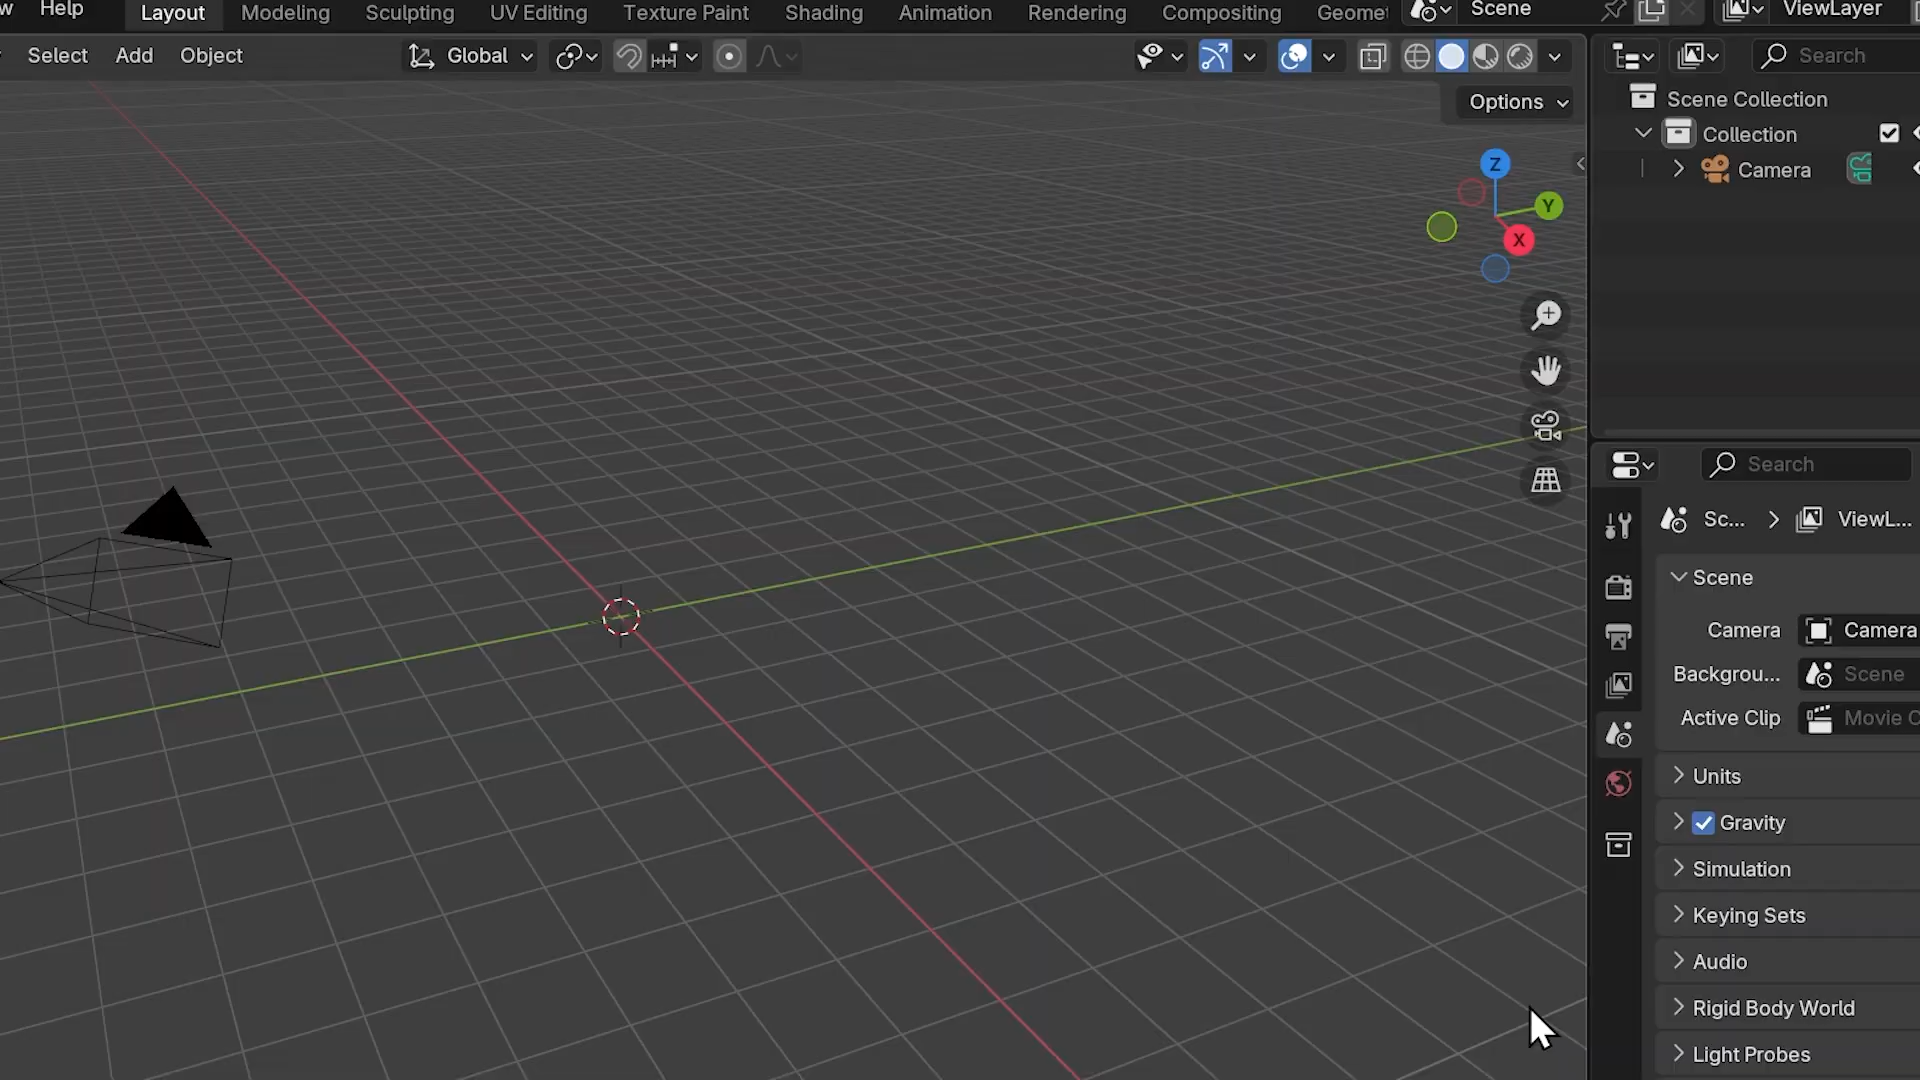 w Help Layout Modeling Sculpting UV Editing Texture Paint Shading Animation Rendering Compositing Geomet Scene ViewLayer
Select Add Object Global Search
Options
Scene Collection
Collection
Camera
Z
Y
X
Search
Sc... ViewL...
Scene
Camera Camera
Backgrou... Scene
Active Clip Movie C
Units
Gravity
Simulation
Keying Sets
Audio
Rigid Body World
Light Probes